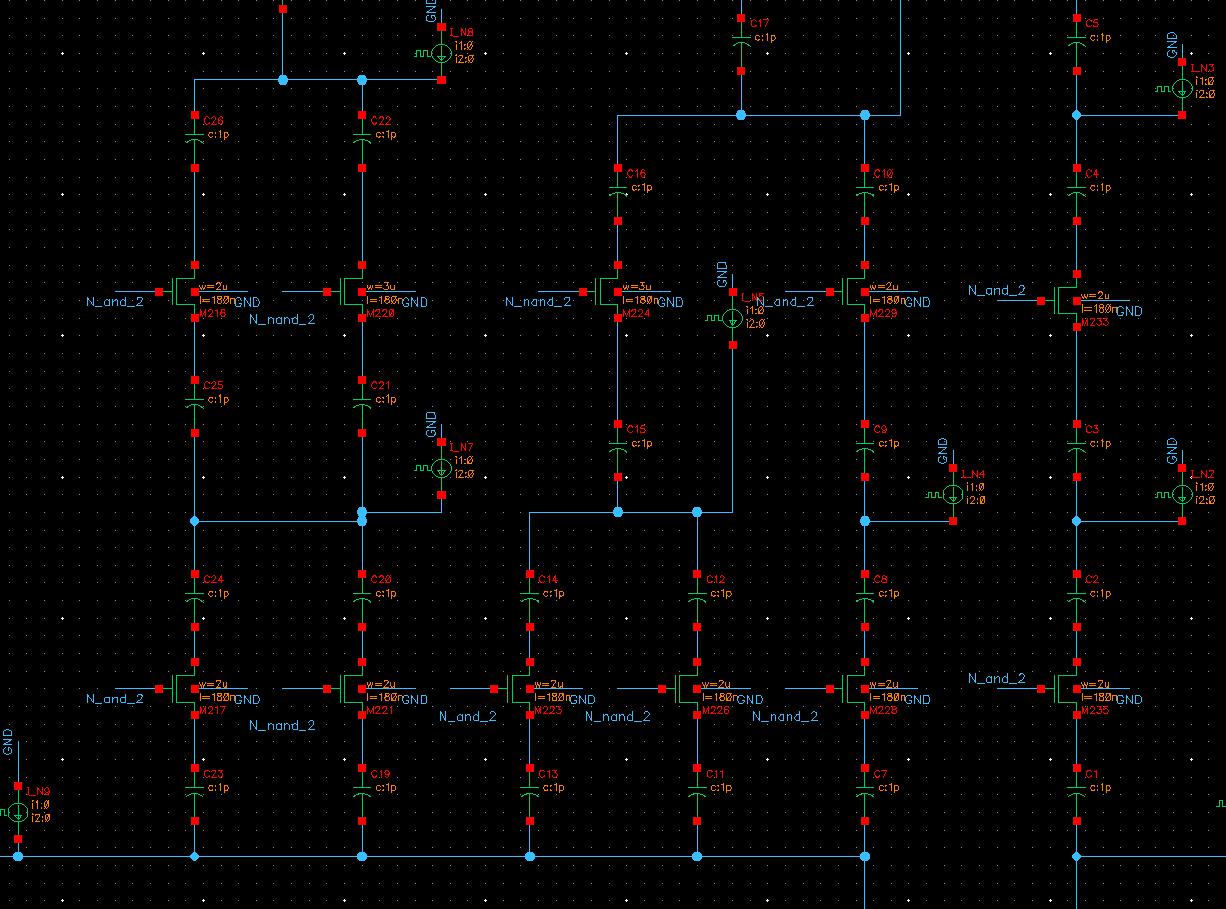 GND
C17
C5
I_N8
i1:0
i2:0
GND
I_N3
i1:0
i2:0
c:1p
c:1p
C26
c:1p
C22
c:1p
C16
c:1p
C10
c:1p
C4
c:1p
GND
N_and_2
w=2u
l=180n
GND
M216
N_nand_2
w=3u
l=180n
GND
M220
N_nand_2
w=3u
l=180n
GND
M224
I_N5
i1:0
i2:0
N_and_2
w=2u
l=180n
GND
M229
N_and_2
w=2u
l=180n
GND
M233
C25
c:1p
C21
c:1p
GND
I_N7
i1:0
i2:0
C15
c:1p
C9
c:1p
GND
I_N4
i1:0
i2:0
C3
c:1p
GND
I_N2
i1:0
i2:0
C24
c:1p
C20
c:1p
C14
c:1p
C12
c:1p
C8
c:1p
C2
c:1p
N_and_2
w=2u
l=180n
GND
M217
N_nand_2
w=2u
l=180n
GND
M221
N_and_2
w=2u
l=180n
GND
M223
N_nand_2
w=2u
l=180n
GND
M226
N_nand_2
w=2u
l=180n
GND
M228
N_and_2
w=2u
l=180n
GND
M235
GND
I_N9
i1:0
i2:0
C23
c:1p
C19
c:1p
C13
c:1p
C11
c:1p
C7
c:1p
C1
c:1p